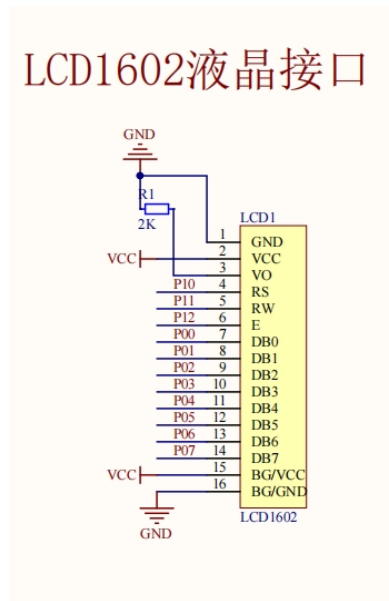 LCD1602液晶接口
GND
R1
2K
LCD1
1 GND
VCC 2 VCC
3 VO
P10 4 RS
P11 5 RW
P12 6 E
P00 7 DB0
P01 8 DB1
P02 9 DB2
P03 10 DB3
P04 11 DB4
P05 12 DB5
P06 13 DB6
P07 14 DB7
VCC 15 BG/VCC
16 BG/GND
LCD1602
GND